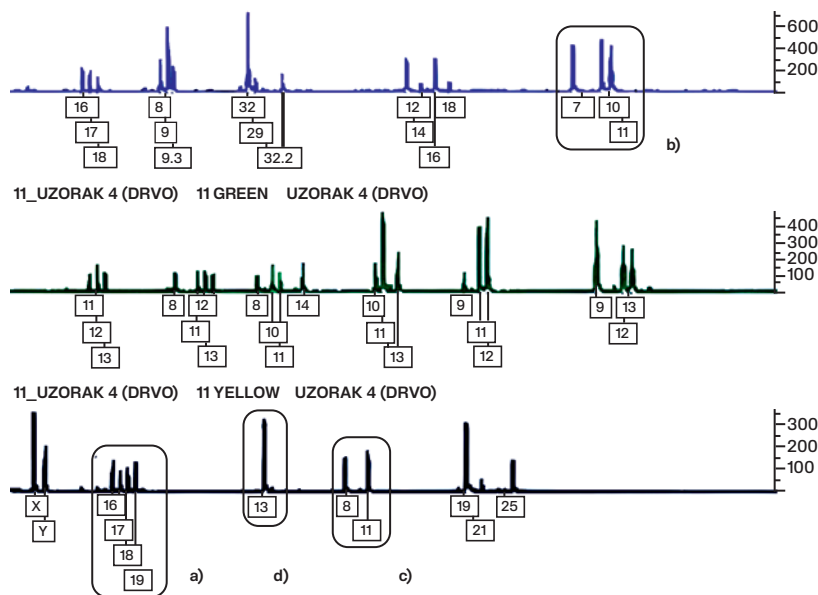 600
400
200
16 8 32 12 18 7 10
17 9 29 14 11
18 9.3 32.2 16
b)
11_UZORAK 4 (DRVO) 11 GREEN UZORAK 4 (DRVO)
400
300
200
100
11 8 12 8 14 10 9 9 13
12 11 10 11 11 12
13 13 11 13 12
11_UZORAK 4 (DRVO) 11 YELLOW UZORAK 4 (DRVO)
300
200
100
X 16 13 8 19 25
Y 17 11 21
18
19
a) d) c)